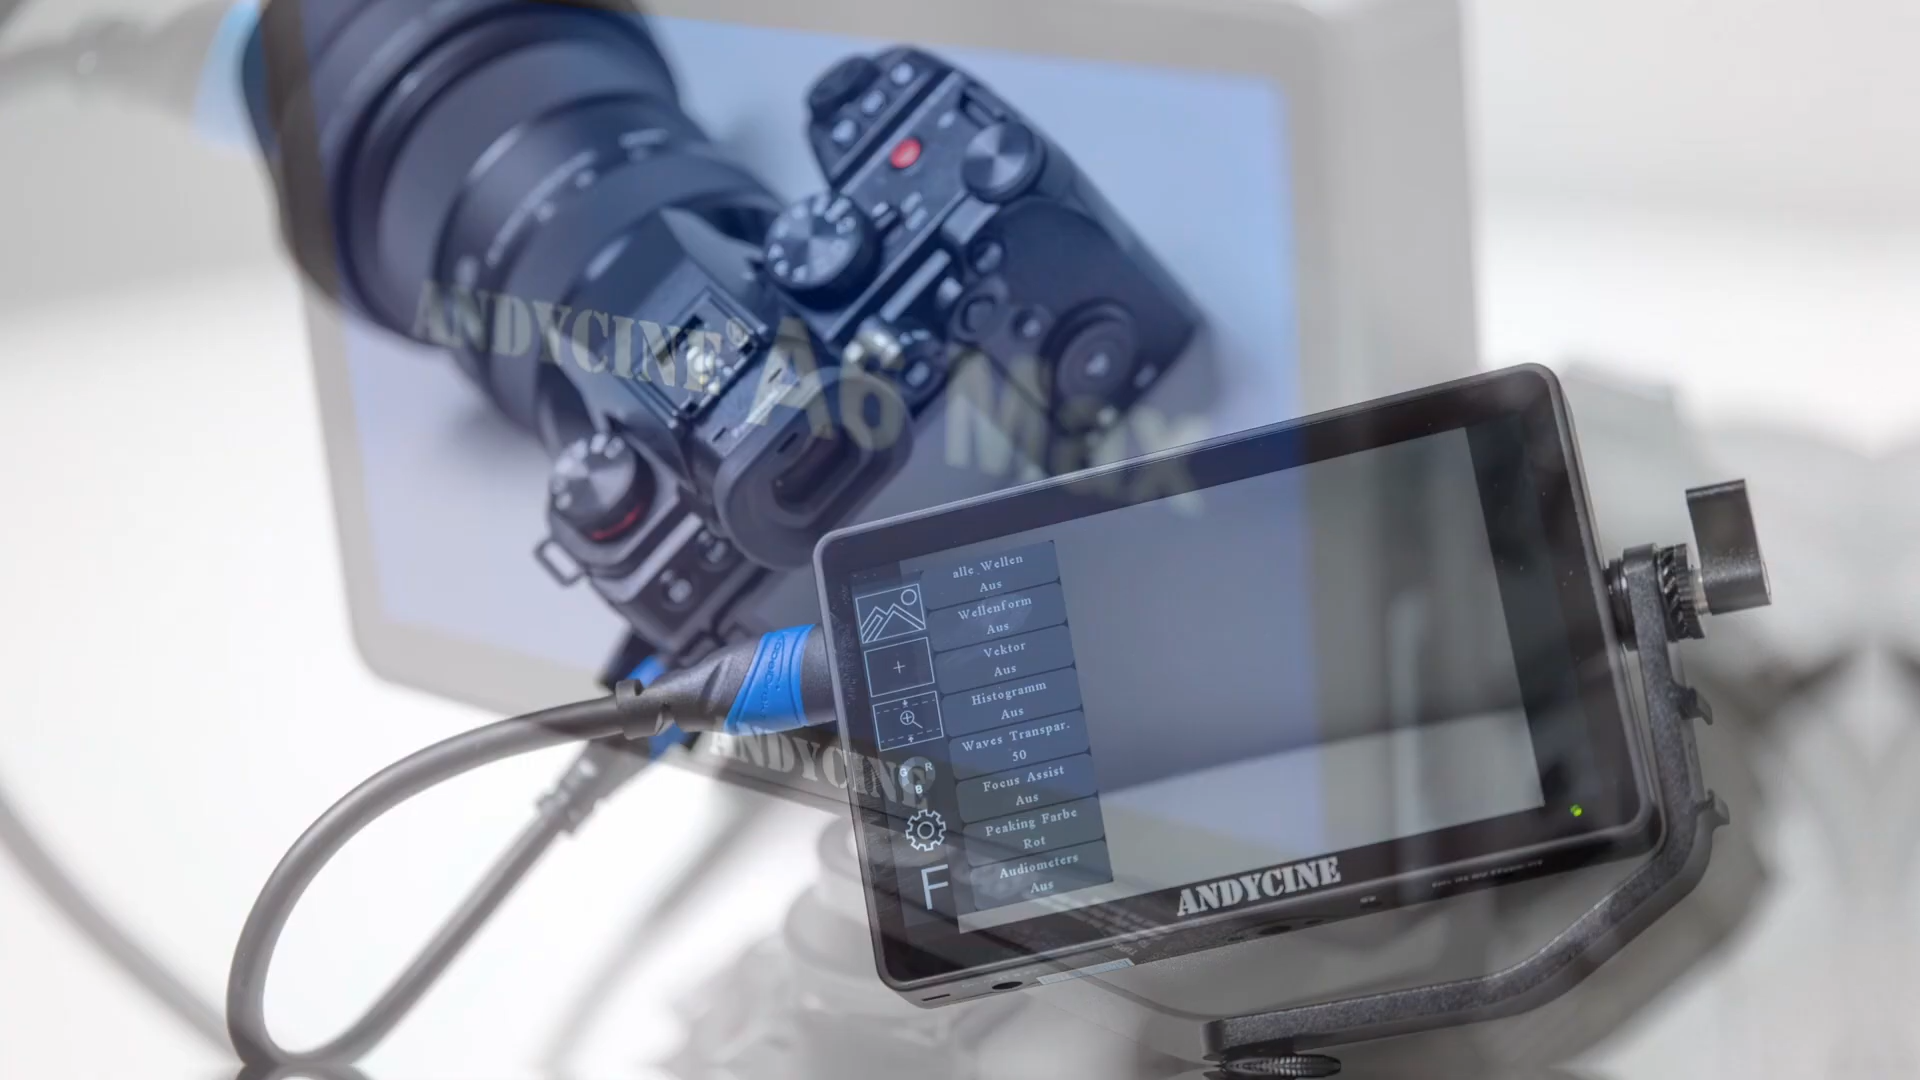 ANDYCINE® A6 Max
alle Wellen
Aus
Wellenform
Aus
Vektor
Aus
Histogramm
Aus
Waves Transpar.
50
Focus Assist
Aus
Peaking Farbe
Rot
Audiometers
Aus
G R
B
F
ANDYCINE
ANDYCINE